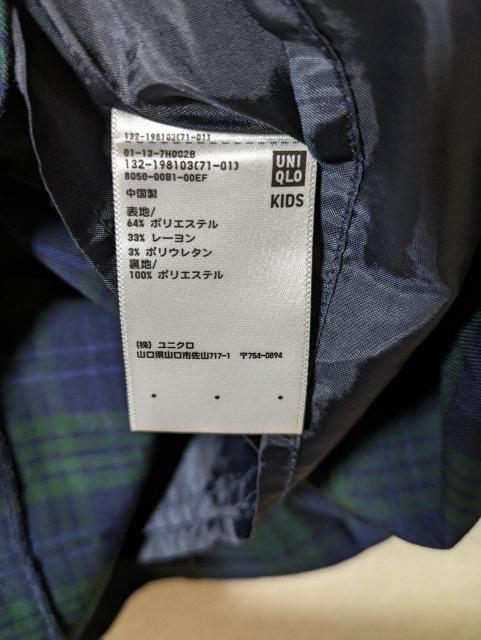 132-198103(71-01)
01-13-7H002B
132-198103(71-01)
8050-00B1-00EF
UNI
QLO
KIDS
中国製
表地/
64% ポリエステル
33% レーヨン
3% ポリウレタン
裏地/
100% ポリエステル
(株) ユニクロ
山口県山口市佐山717-1 〒754-0894